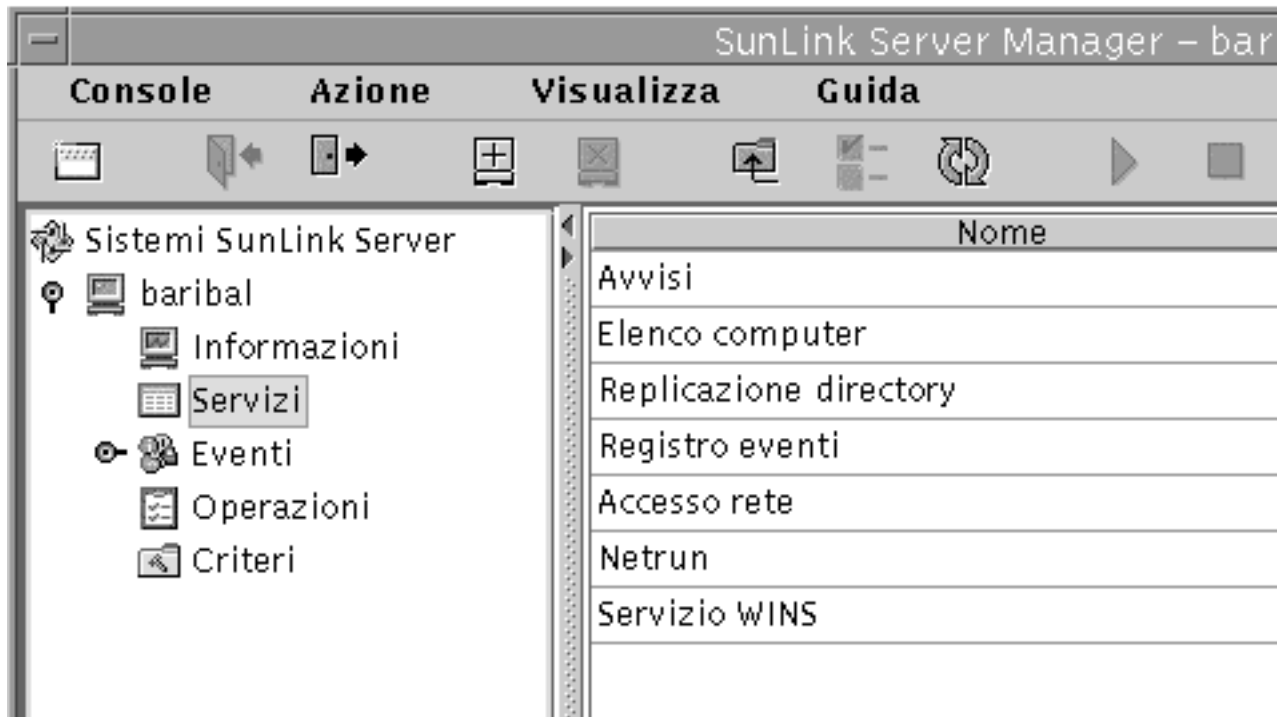 SunLink Server Manager – bar
Console Azione Visualizza Guida
Sistemi SunLink Server
baribal
Informazioni
Servizi
Eventi
Operazioni
Criteri
Nome
Avvisi
Elenco computer
Replicazione directory
Registro eventi
Accesso rete
Netrun
Servizio WINS